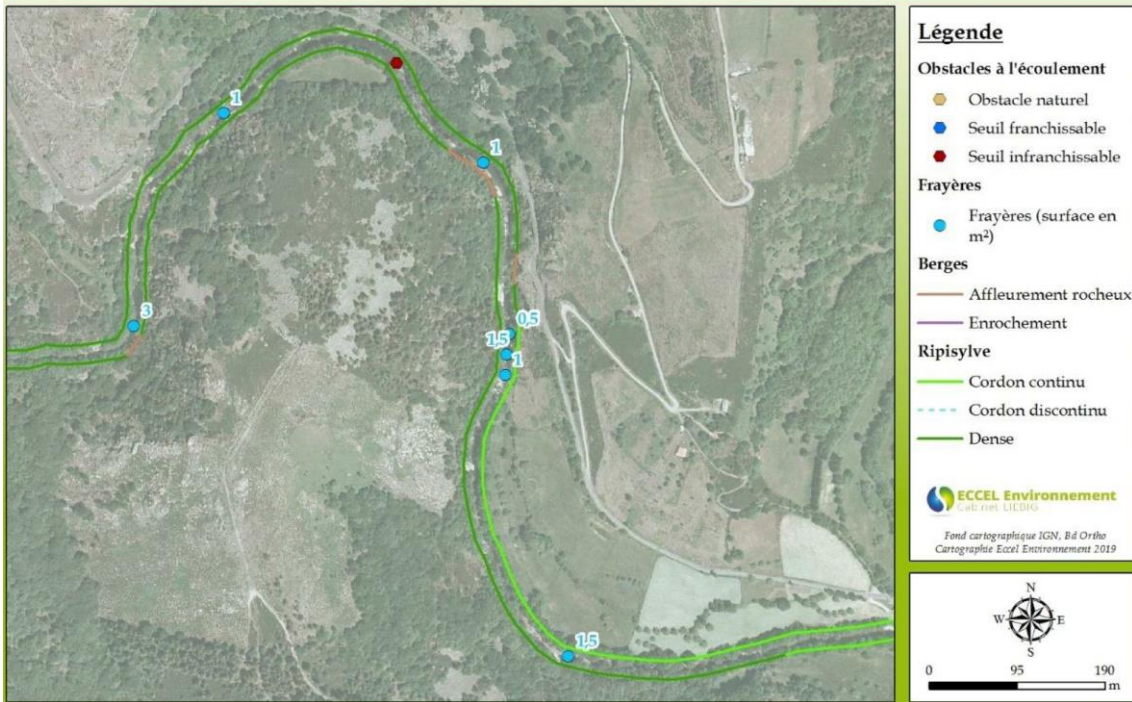 1
1
3
0,5
1,5
1
1,5
Légende
Obstacles à l'écoulement
Obstacle naturel
Seuil franchissable
Seuil infranchissable
Frayères
Frayères (surface en
m²)
Berges
Affleurement rocheux
Enrochement
Ripisylve
Cordon continu
Cordon discontinu
Dense
ECCEL Environnement
Cabinet LIEBIG
Fond cartographique IGN, Bd Ortho
Cartographie Eccel Environnement 2019
N
W E
S
0 95 190
m